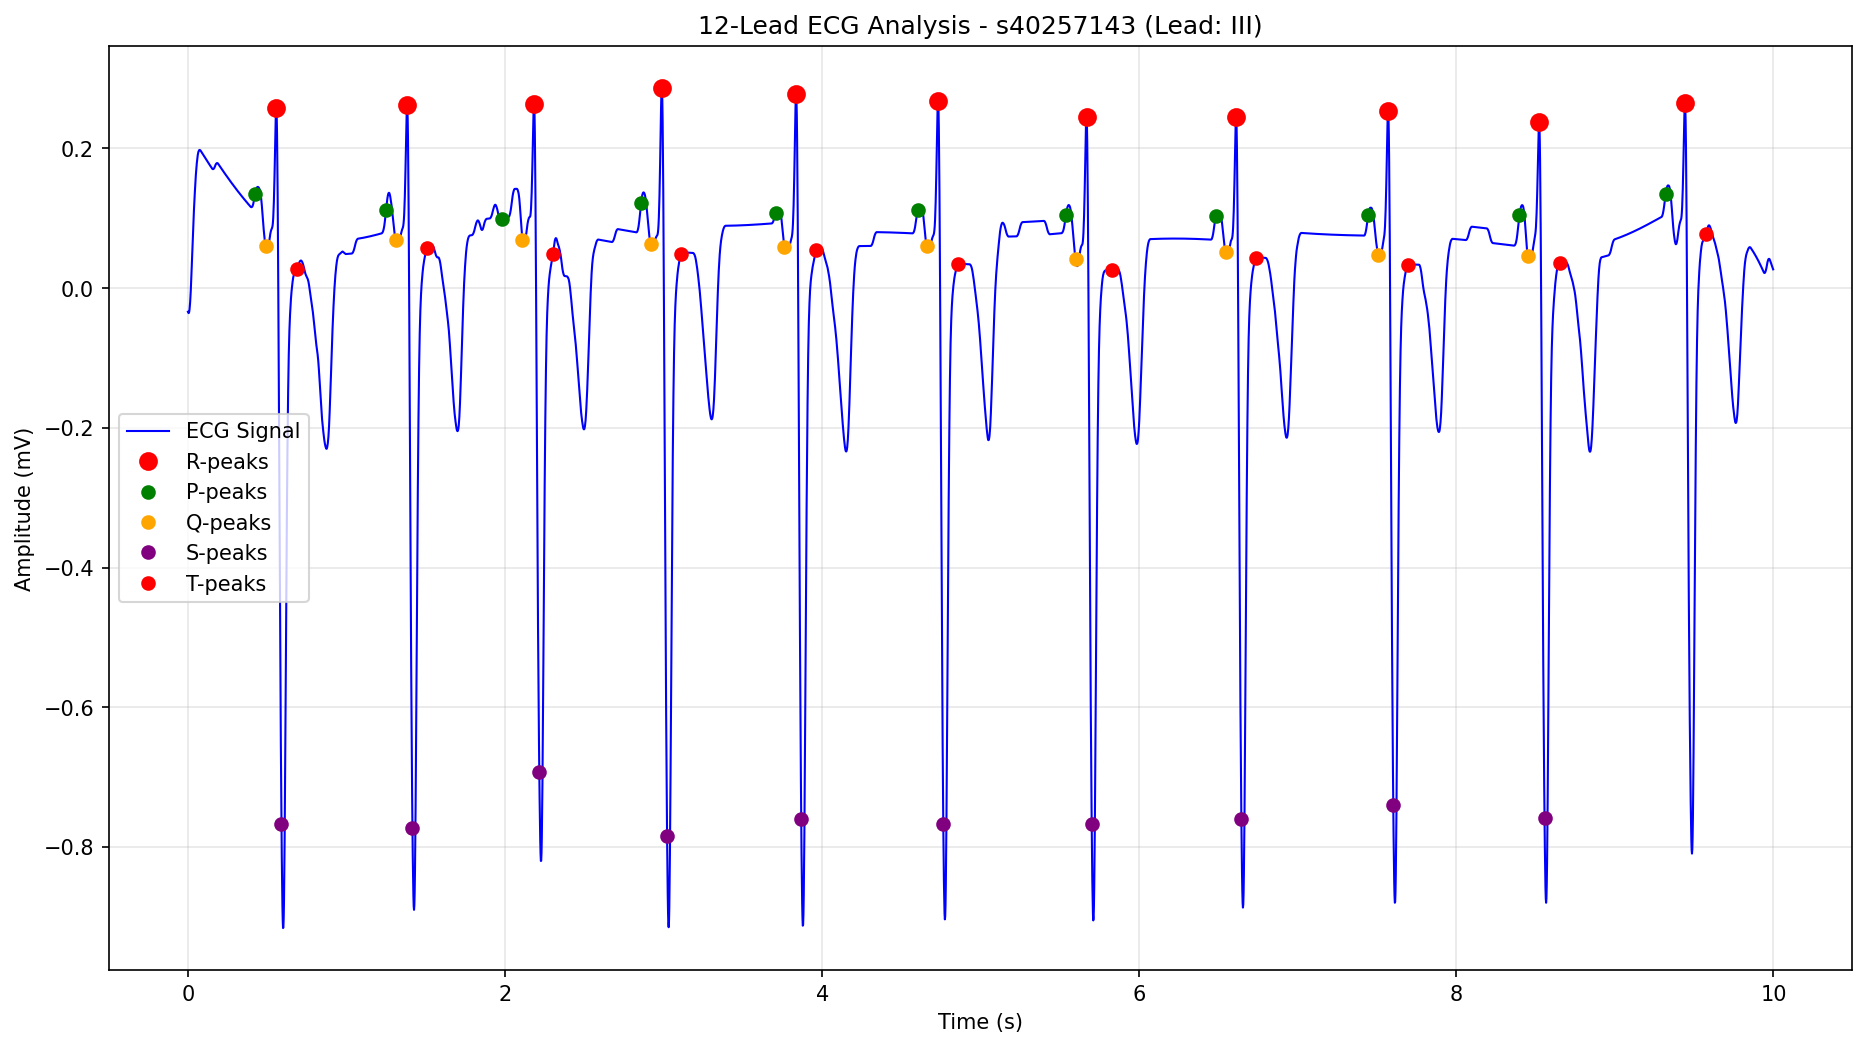 12-Lead ECG Analysis - s40257143 (Lead: III)
Amplitude (mV)
0.2
0.0
−0.2
−0.4
−0.6
−0.8
ECG Signal
R-peaks
P-peaks
Q-peaks
S-peaks
T-peaks
0 2 4 6 8 10
Time (s)